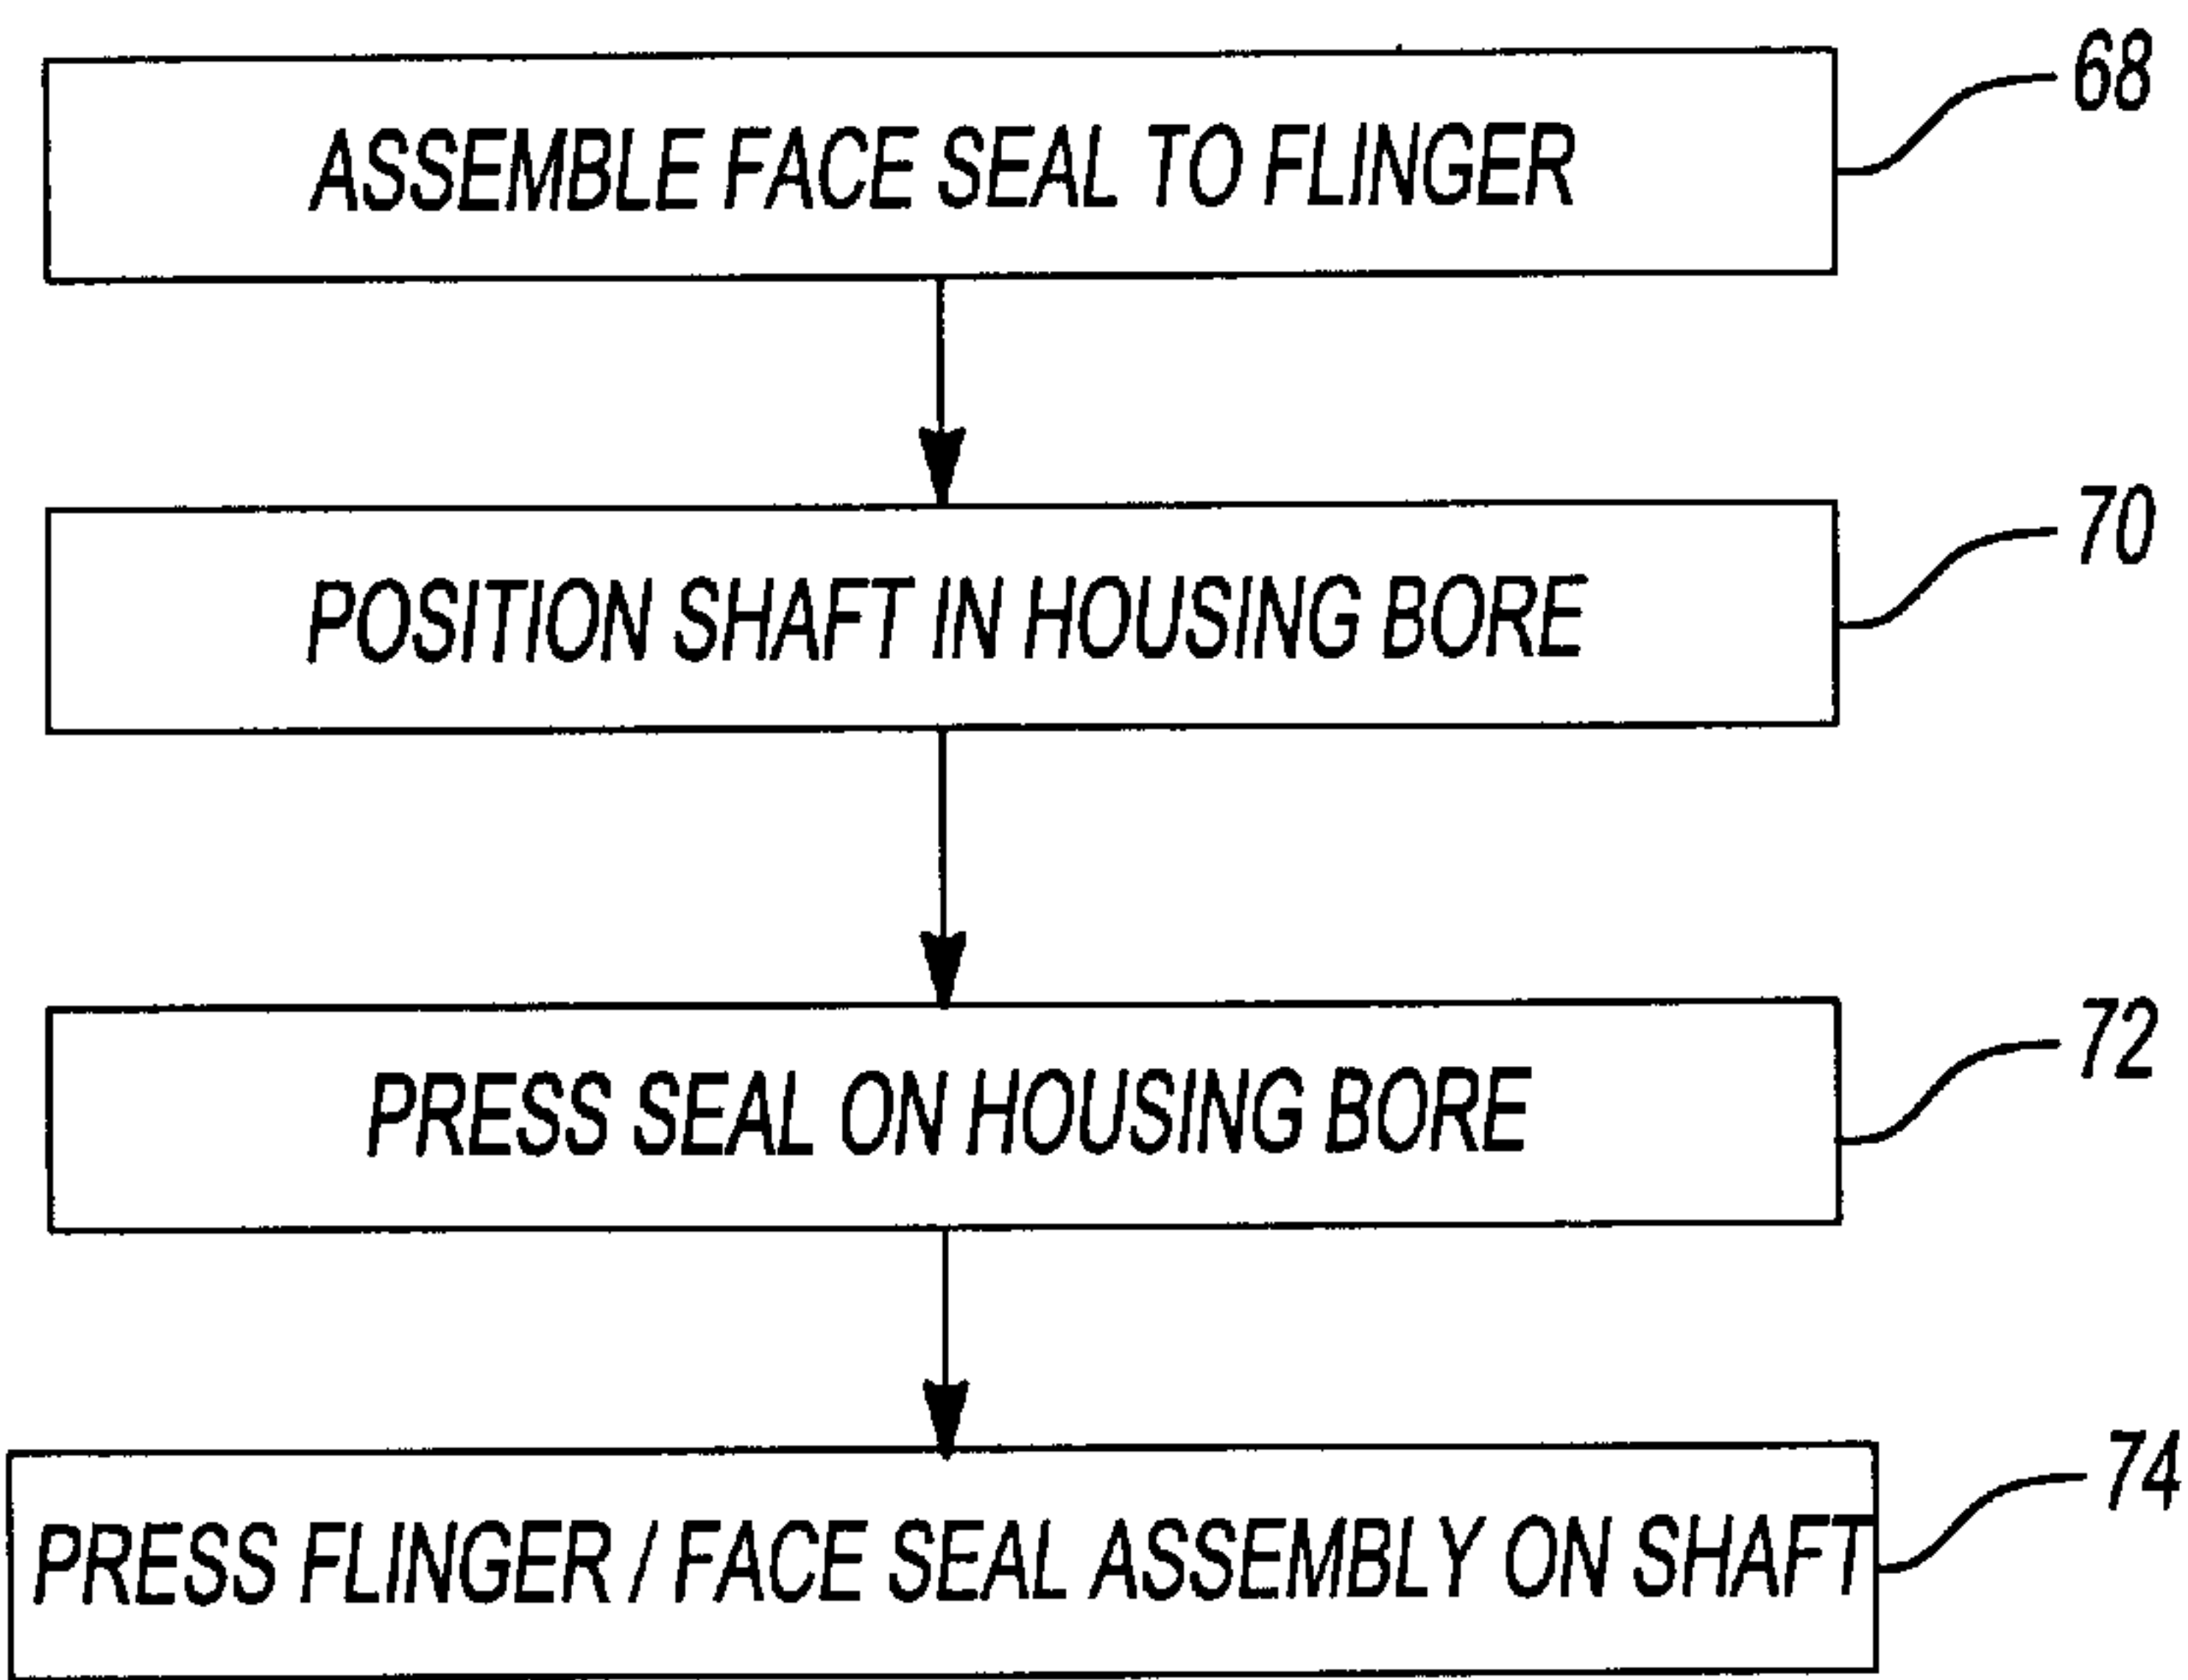 68
ASSEMBLE FACE SEAL TO FLINGER
70
POSITION SHAFT IN HOUSING BORE
72
PRESS SEAL ON HOUSING BORE
74
PRESS FLINGER / FACE SEAL ASSEMBLY ON SHAFT